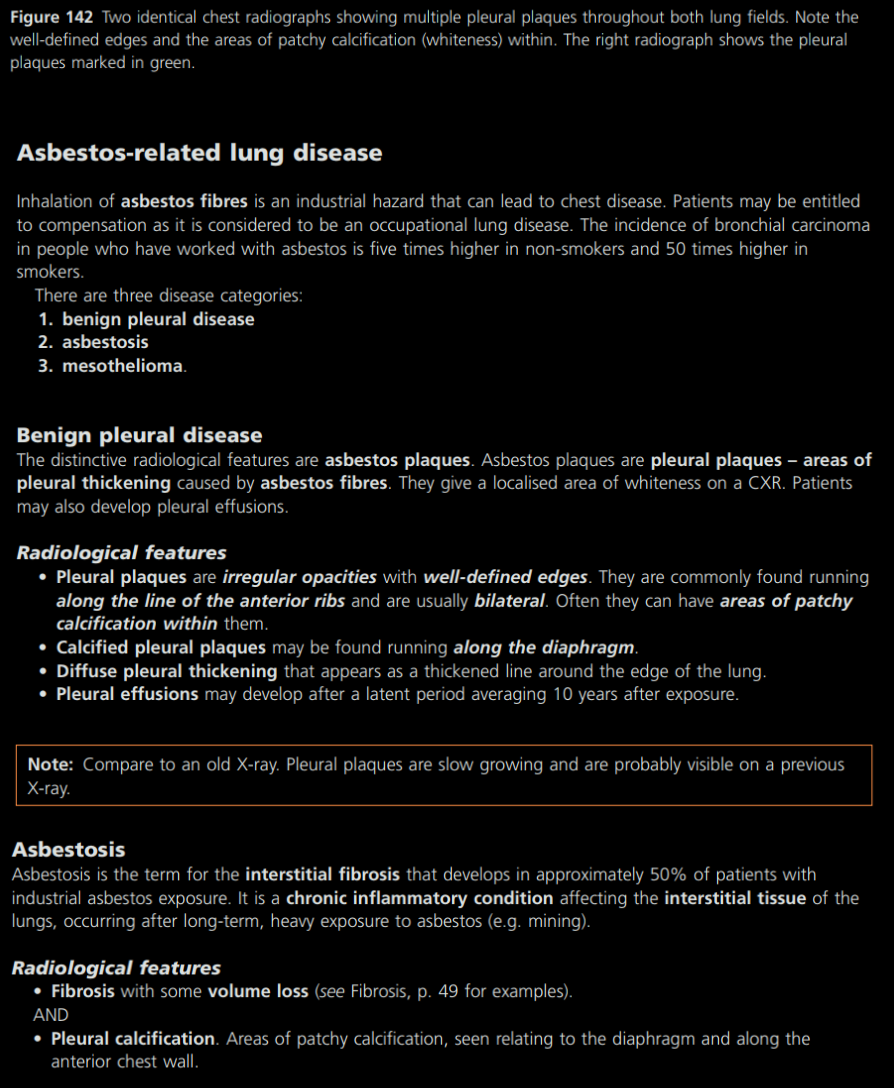 Figure 142 Two identical chest radiographs showing multiple pleural plaques throughout both lung fields. Note the
well-defined edges and the areas of patchy calcification (whiteness) within. The right radiograph shows the pleural
plaques marked in green.
Asbestos-related lung disease
Inhalation of asbestos fibres is an industrial hazard that can lead to chest disease. Patients may be entitled
to compensation as it is considered to be an occupational lung disease. The incidence of bronchial carcinoma
in people who have worked with asbestos is five times higher in non-smokers and 50 times higher in
smokers.
There are three disease categories:
1. benign pleural disease
2. asbestosis
3. mesothelioma.
Benign pleural disease
The distinctive radiological features are asbestos plaques. Asbestos plaques are pleural plaques – areas of
pleural thickening caused by asbestos fibres. They give a localised area of whiteness on a CXR. Patients
may also develop pleural effusions.
Radiological features
• Pleural plaques are irregular opacities with well-defined edges. They are commonly found running
along the line of the anterior ribs and are usually bilateral. Often they can have areas of patchy
calcification within them.
• Calcified pleural plaques may be found running along the diaphragm.
• Diffuse pleural thickening that appears as a thickened line around the edge of the lung.
• Pleural effusions may develop after a latent period averaging 10 years after exposure.
Note: Compare to an old X-ray. Pleural plaques are slow growing and are probably visible on a previous
X-ray.
Asbestosis
Asbestosis is the term for the interstitial fibrosis that develops in approximately 50% of patients with
industrial asbestos exposure. It is a chronic inflammatory condition affecting the interstitial tissue of the
lungs, occurring after long-term, heavy exposure to asbestos (e.g. mining).
Radiological features
• Fibrosis with some volume loss (see Fibrosis, p. 49 for examples).
AND
• Pleural calcification. Areas of patchy calcification, seen relating to the diaphragm and along the
anterior chest wall.